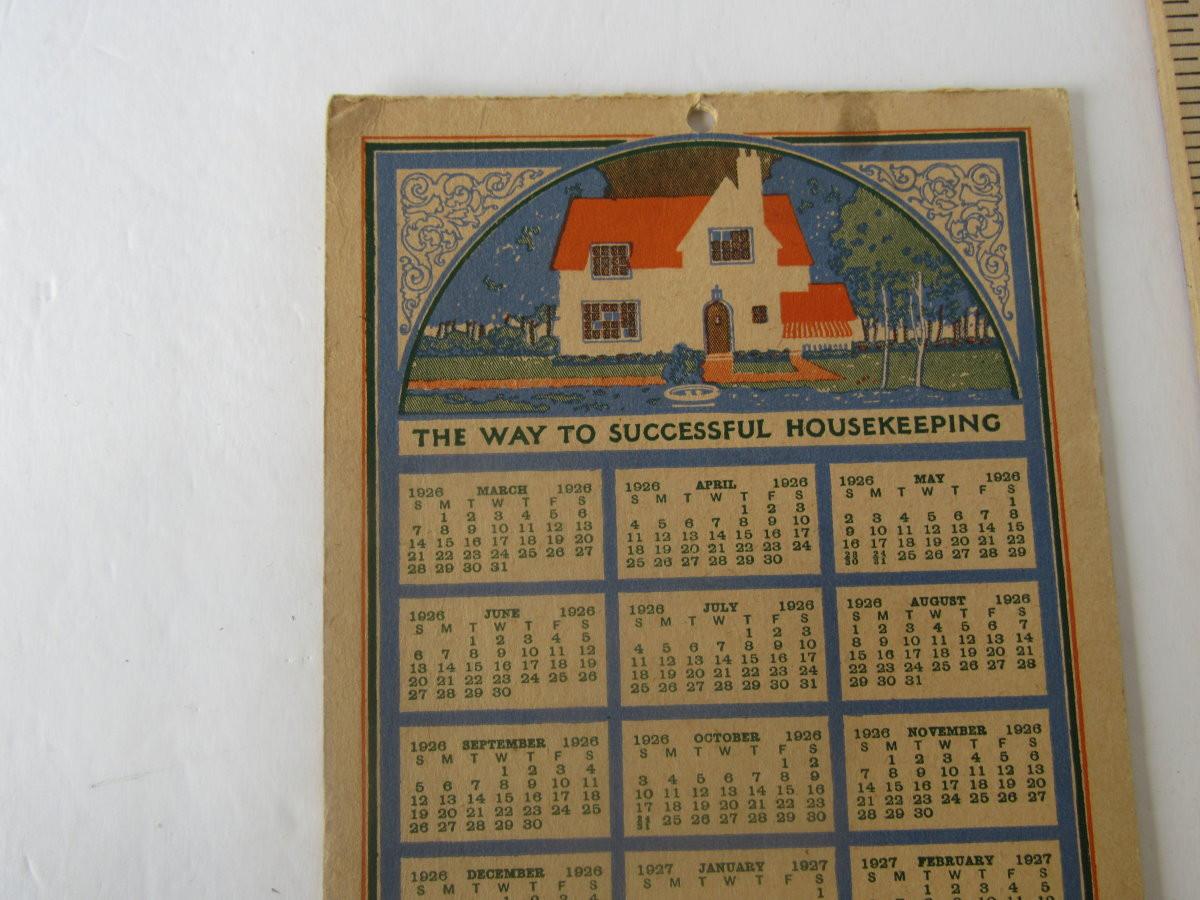 THE WAY TO SUCCESSFUL HOUSEKEEPING
1926 MARCH 1926
S M T W T F S
1 2 3 4 5 6
7 8 9 10 11 12 13
14 15 16 17 18 19 20
21 22 23 24 25 26 27
28 29 30 31
1926 APRIL 1926
S M T W T F S
1 2 3
4 5 6 7 8 9 10
11 12 13 14 15 16 17
18 19 20 21 22 23 24
25 26 27 28 29 30
1926 MAY 1926
S M T W T F S
1
2 3 4 5 6 7 8
9 10 11 12 13 14 15
16 17 18 19 20 21 22
23 24 25 26 27 28 29
30 31
1926 JUNE 1926
S M T W T F S
1 2 3 4 5
6 7 8 9 10 11 12
13 14 15 16 17 18 19
20 21 22 23 24 25 26
27 28 29 30
1926 JULY 1926
S M T W T F S
1 2 3
4 5 6 7 8 9 10
11 12 13 14 15 16 17
18 19 20 21 22 23 24
25 26 27 28 29 30 31
1926 AUGUST 1926
S M T W T F S
1 2 3 4 5 6 7
8 9 10 11 12 13 14
15 16 17 18 19 20 21
22 23 24 25 26 27 28
29 30 31
1926 SEPTEMBER 1926
S M T W T F S
1 2 3 4
5 6 7 8 9 10 11
12 13 14 15 16 17 18
19 20 21 22 23 24 25
26 27 28 29 30
1926 OCTOBER 1926
S M T W T F S
1 2
3 4 5 6 7 8 9
10 11 12 13 14 15 16
17 18 19 20 21 22 23
24 25 26 27 28 29 30
31
1926 NOVEMBER 1926
S M T W T F S
1 2 3 4 5 6
7 8 9 10 11 12 13
14 15 16 17 18 19 20
21 22 23 24 25 26 27
28 29 30
1926 DECEMBER 1926
S M T W T F S
1927 JANUARY 1927
S M T W T F S
1
1927 FEBRUARY 1927
S M T W T F S
1 2 3 4 5